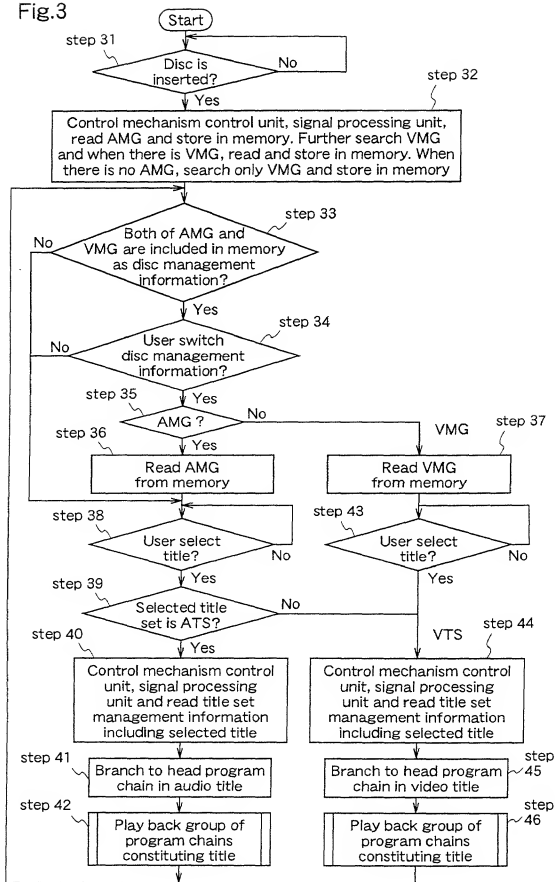 Fig.3
Start
step 31
Disc is
inserted?
No
Yes
step 32
Control mechanism control unit, signal processing unit,
read AMG and store in memory. Further search VMG
and when there is VMG, read and store in memory. When
there is no AMG, search only VMG and store in memory
step 33
No
Both of AMG and
VMG are included in memory
as disc management
information?
Yes
step 34
No
User switch
disc management
information?
Yes
step 35
AMG ?
No
VMG
Yes
step 36
Read AMG
from memory
step 37
Read VMG
from memory
step 38
User select
title?
No
Yes
step 43
User select
title?
No
Yes
step 39
Selected title
set is ATS?
No
Yes
VTS
step 40
Control mechanism control
unit, signal processing
unit and read title set
management information
including selected title
step 44
Control mechanism control
unit, signal processing
unit and read title set
management information
including selected title
step 41
Branch to head program
chain in audio title
step
45
Branch to head program
chain in video title
step 42
Play back group of
program chains
constituting title
step
46
Play back group of
program chains
constituting title